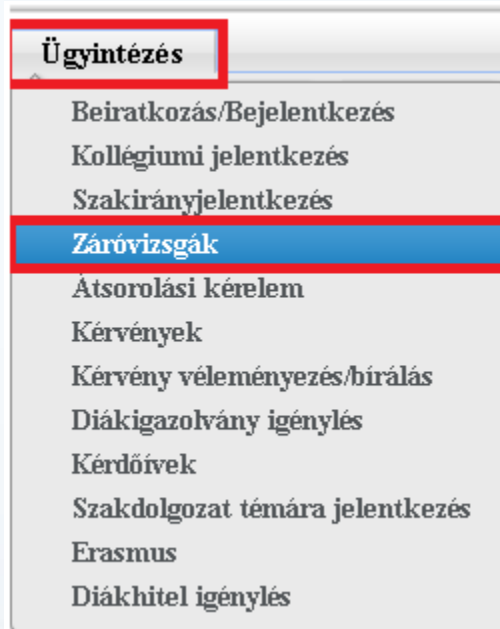 Ügyintézés
Beiratkozás/Bejelentkezés
Kollégiumi jelentkezés
Szakirányjelentkezés
Záróvizsgák
Átsorolási kérelem
Kérvények
Kérvény véleményezés/bírálás
Diákigazolvány igénylés
Kérdőívek
Szakdolgozat témára jelentkezés
Erasmus
Diákhitel igénylés